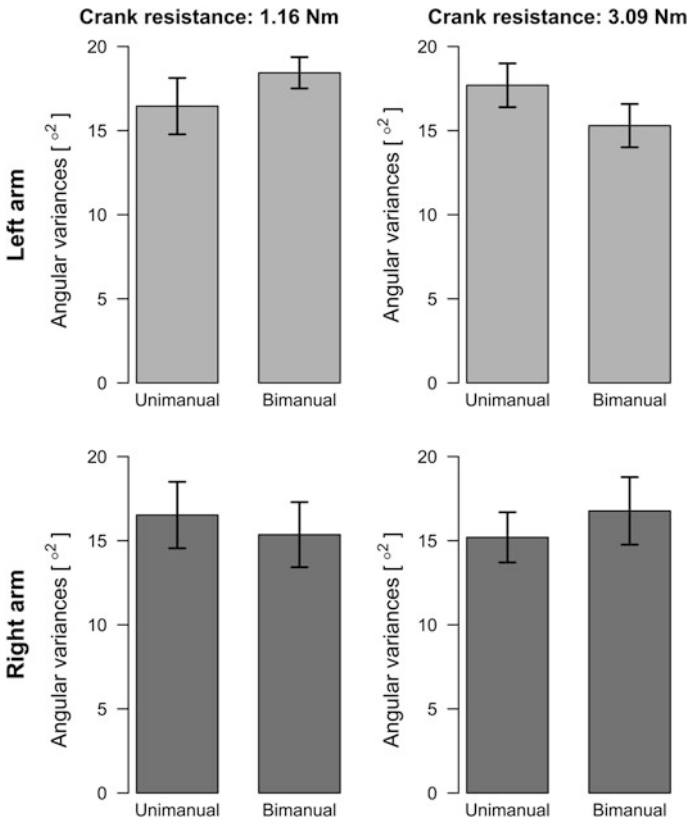 Crank resistance: 1.16 Nm
Crank resistance: 3.09 Nm
Left arm
Angular variances [ °² ]
20
15
10
5
0
Unimanual
Bimanual
Angular variances [ °² ]
20
15
10
5
0
Unimanual
Bimanual
Right arm
Angular variances [ °² ]
20
15
10
5
0
Unimanual
Bimanual
Angular variances [ °² ]
20
15
10
5
0
Unimanual
Bimanual